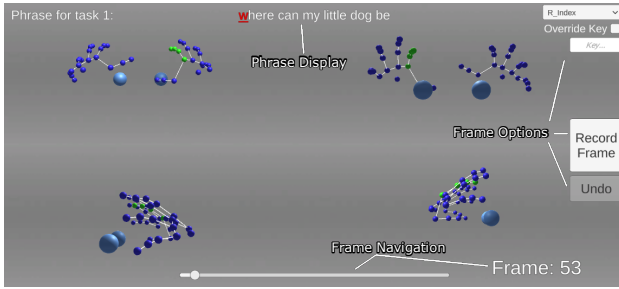 Phrase for task 1:
where can my little dog be
R_Index
Override Key
Key...
Phrase Display
Frame Options
Record
Frame
Undo
Frame Navigation
Frame: 53